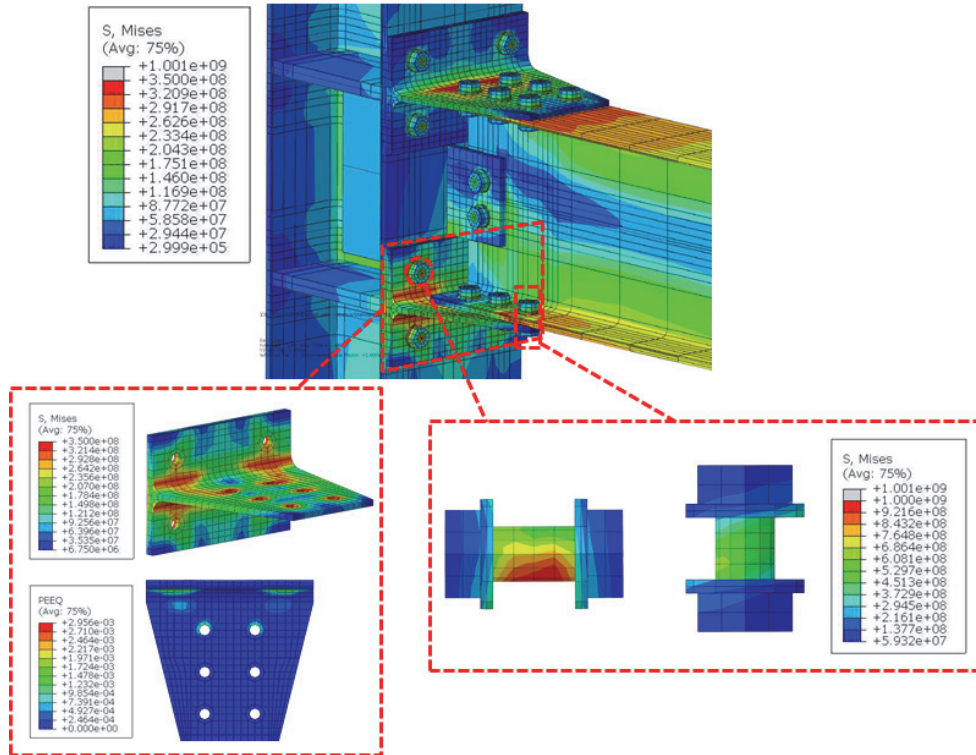 S, Mises
(Avg: 75%)
+1.001e+09
+3.500e+08
+3.209e+08
+2.917e+08
+2.626e+08
+2.334e+08
+2.043e+08
+1.751e+08
+1.460e+08
+1.169e+08
+8.772e+07
+5.858e+07
+2.944e+07
+2.999e+05
S, Mises
(Avg: 75%)
+3.500e+08
+3.214e+08
+2.928e+08
+2.642e+08
+2.356e+08
+2.070e+08
+1.784e+08
+1.498e+08
+1.212e+08
+9.256e+07
+6.397e+07
+3.535e+07
+6.750e+06
PEEQ
(Avg: 75%)
+2.956e-03
+2.710e-03
+2.464e-03
+2.217e-03
+1.971e-03
+1.724e-03
+1.478e-03
+1.232e-03
+9.854e-04
+7.391e-04
+4.927e-04
+2.464e-04
+0.000e+00
S, Mises
(Avg: 75%)
+1.001e+09
+1.000e+09
+9.216e+08
+8.432e+08
+7.648e+08
+6.864e+08
+6.081e+08
+5.297e+08
+4.513e+08
+3.729e+08
+2.945e+08
+2.161e+08
+1.377e+08
+5.932e+07